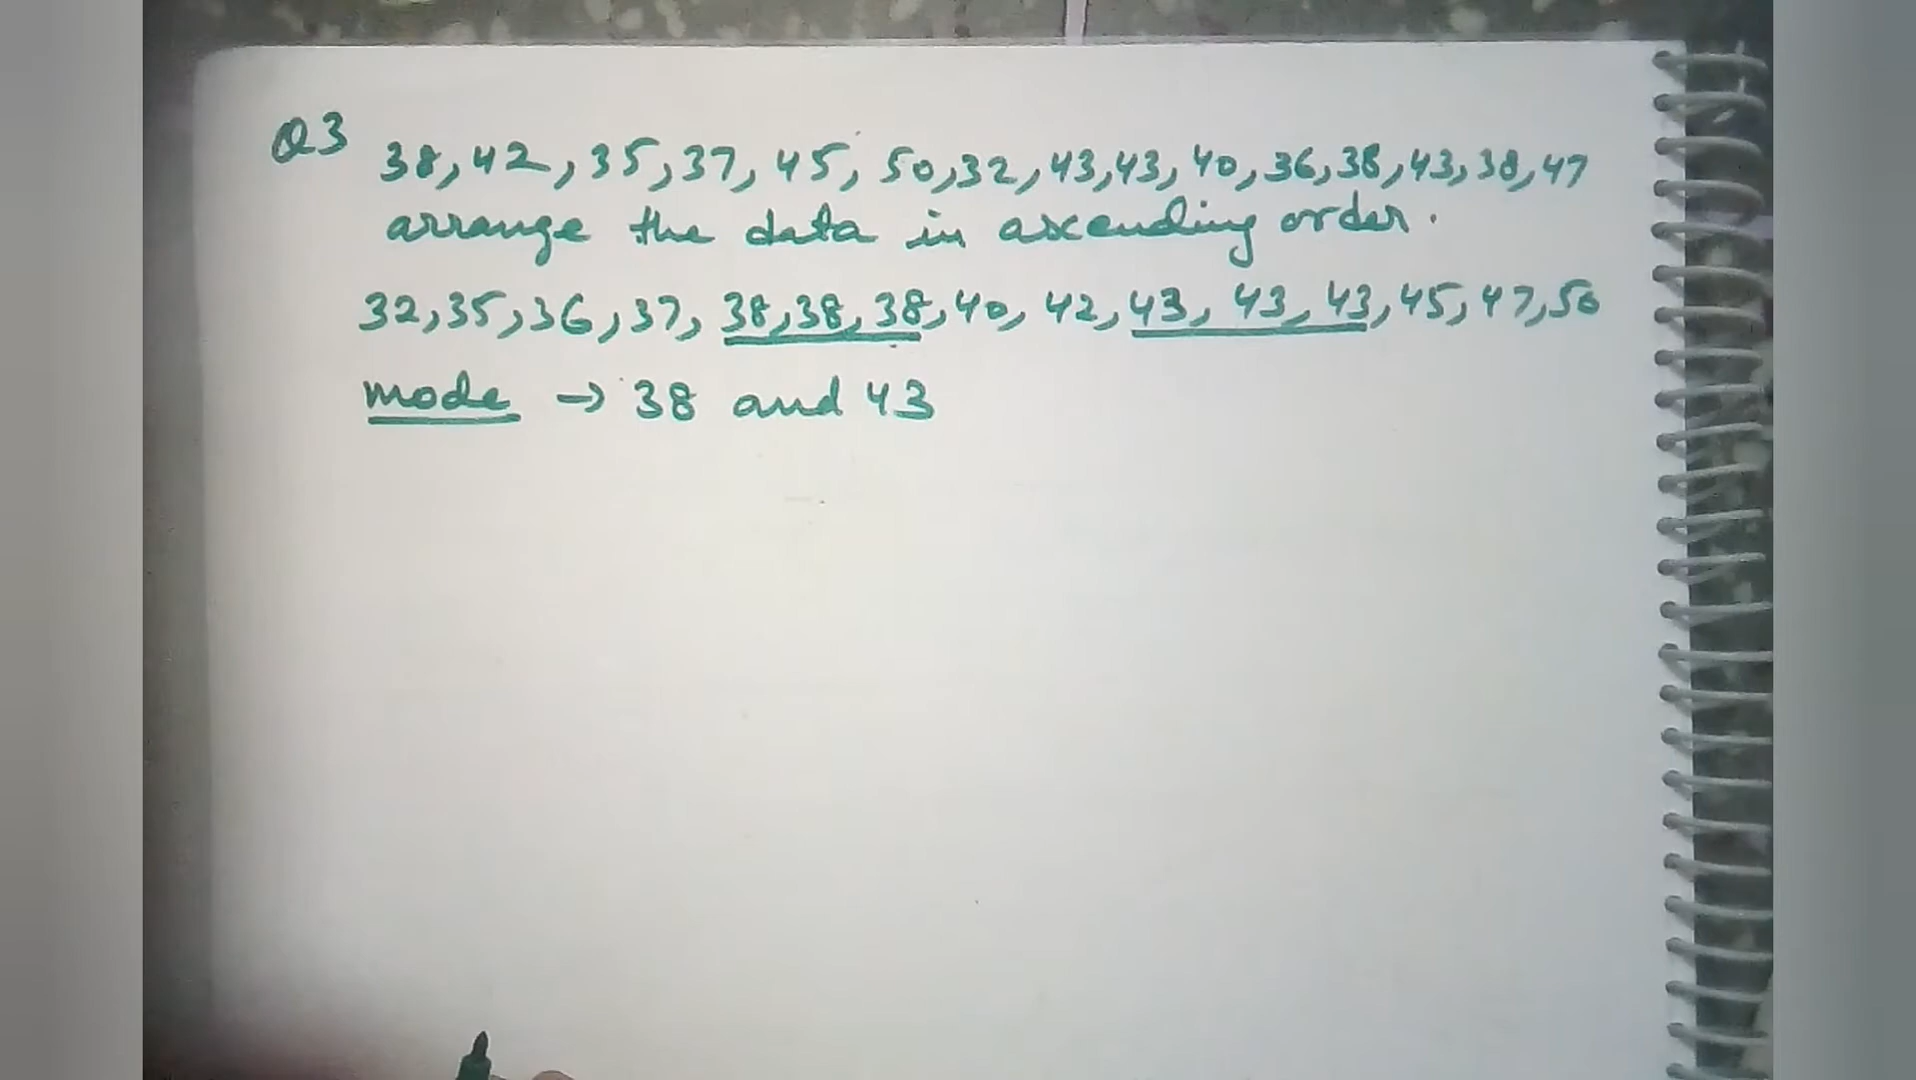 Q3
38, 42, 35, 37, 45, 50, 32, 43, 43, 40, 36, 38, 43, 38, 47
arrange the data in ascending order.
32, 35, 36, 37, 38, 38, 38, 40, 42, 43, 43, 43, 45, 47, 50
mode → 38 and 43